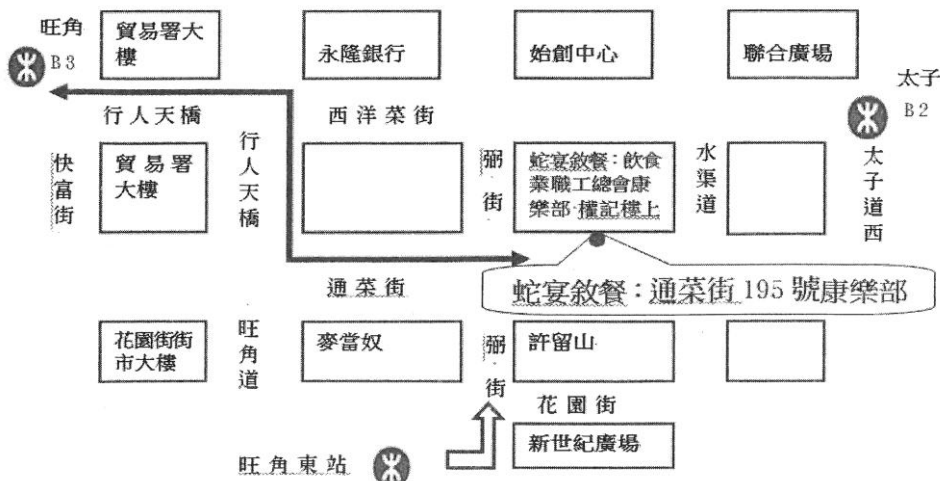 旺角
B3
貿易署大
樓
永隆銀行
始創中心
聯合廣場
太子
B2
行人天橋
西洋菜街
快富街
貿易署
大樓
行人天橋
弼街
蛇宴敘餐：飲食
業職工總會康
樂部 權記樓上
水渠道
太子道西
通菜街
蛇宴敘餐：通菜街 195 號康樂部
花園街街
市大樓
旺角道
麥當奴
弼街
許留山
花園街
新世紀廣場
旺角東站